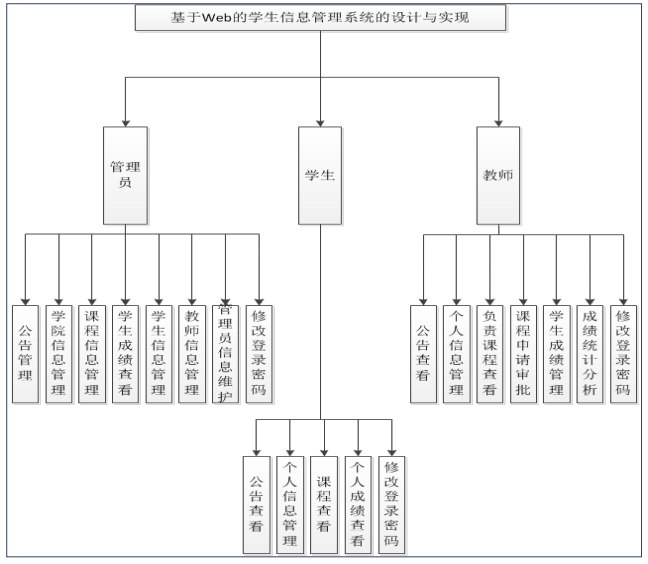 基于Web的学生信息管理系统的设计与实现
管理员
学生
教师
公告管理
学院信息管理
课程信息管理
学生成绩查看
学生信息管理
教师信息管理
管理员信息维护
修改登录密码
公告查看
个人信息管理
负责课程查看
课程申请审批
学生成绩管理
成绩统计分析
修改登录密码
公告查看
个人信息管理
课程查看
个人成绩查看
修改登录密码